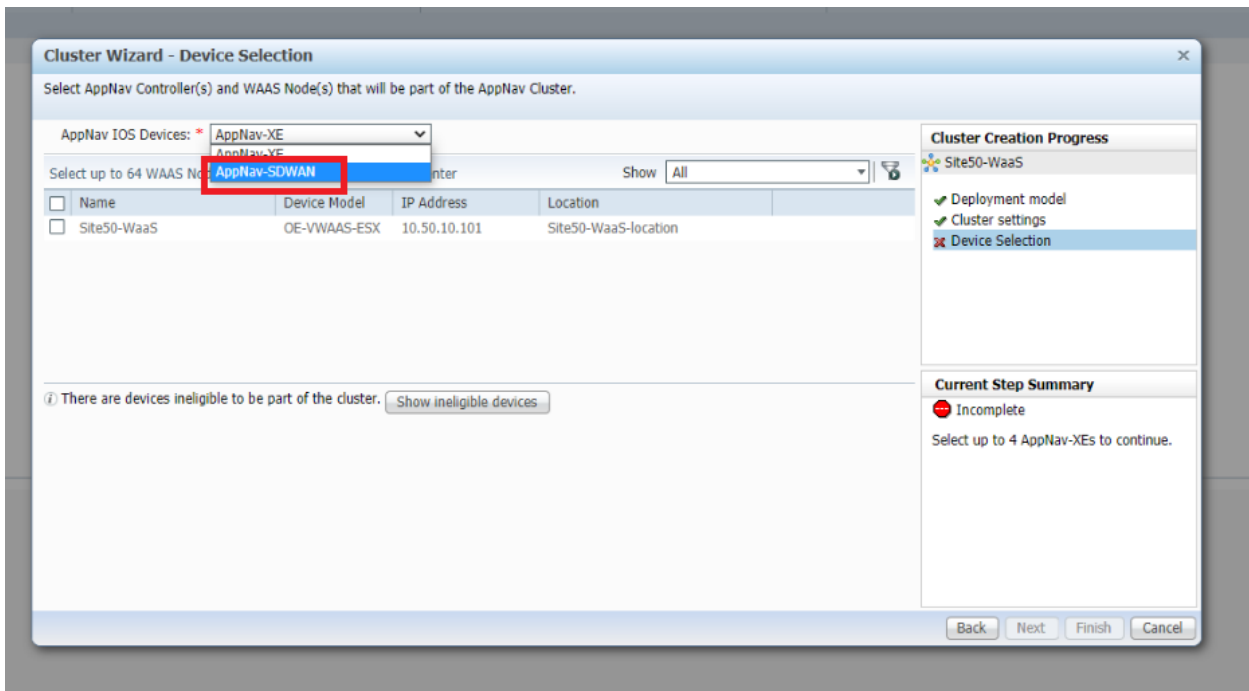 Cluster Wizard - Device Selection
Select AppNav Controller(s) and WAAS Node(s) that will be part of the AppNav Cluster.
AppNav IOS Devices: * AppNav-XE
AppNav-XE
AppNav-SDWAN
Select up to 64 WAAS No
nter
Show All
Name Device Model IP Address Location
Site50-WaaS OE-VWAAS-ESX 10.50.10.101 Site50-WaaS-location
There are devices ineligible to be part of the cluster. Show ineligible devices
Cluster Creation Progress
Site50-WaaS
Deployment model
Cluster settings
Device Selection
Current Step Summary
Incomplete
Select up to 4 AppNav-XEs to continue.
Back Next Finish Cancel